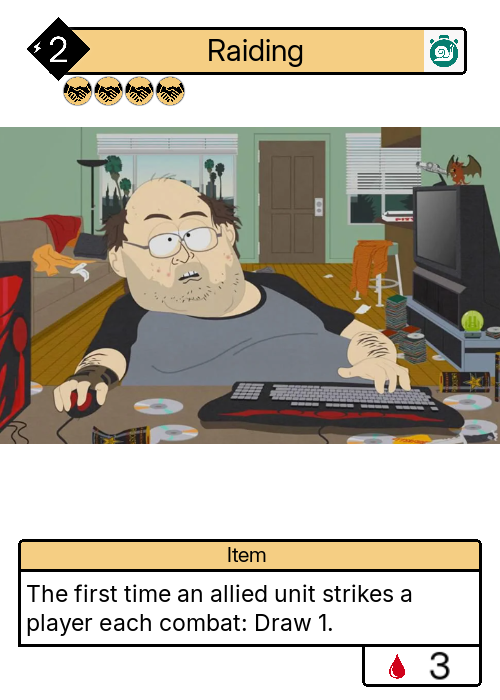 2
Raiding
Item
The first time an allied unit strikes a
player each combat: Draw 1.
3